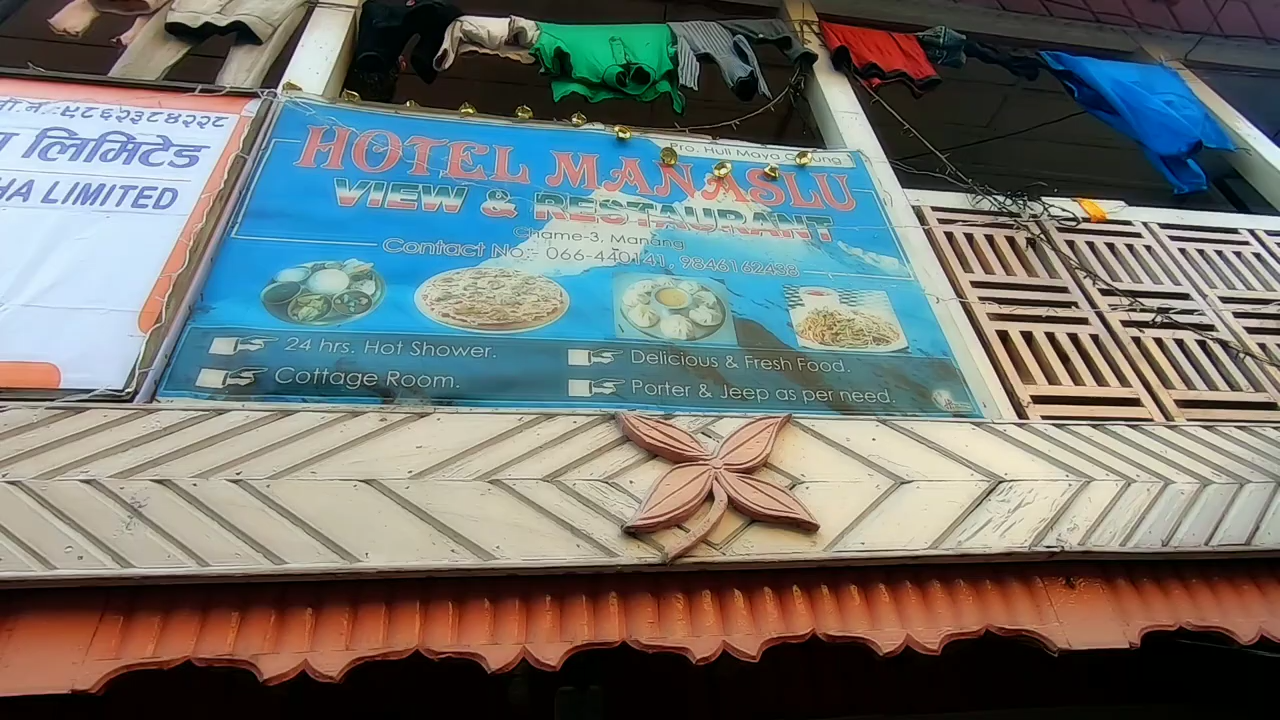 नं.:९८६२३८४२२८
लिमिटेड
HA LIMITED
Pro. Huli Maya Gurung
HOTEL MANASLU
VIEW & RESTAURANT
Chame-3, Manang
Contact No:- 066-440141, 9846162438
24 hrs. Hot Shower.
Cottage Room.
Delicious & Fresh Food.
Porter & Jeep as per need.